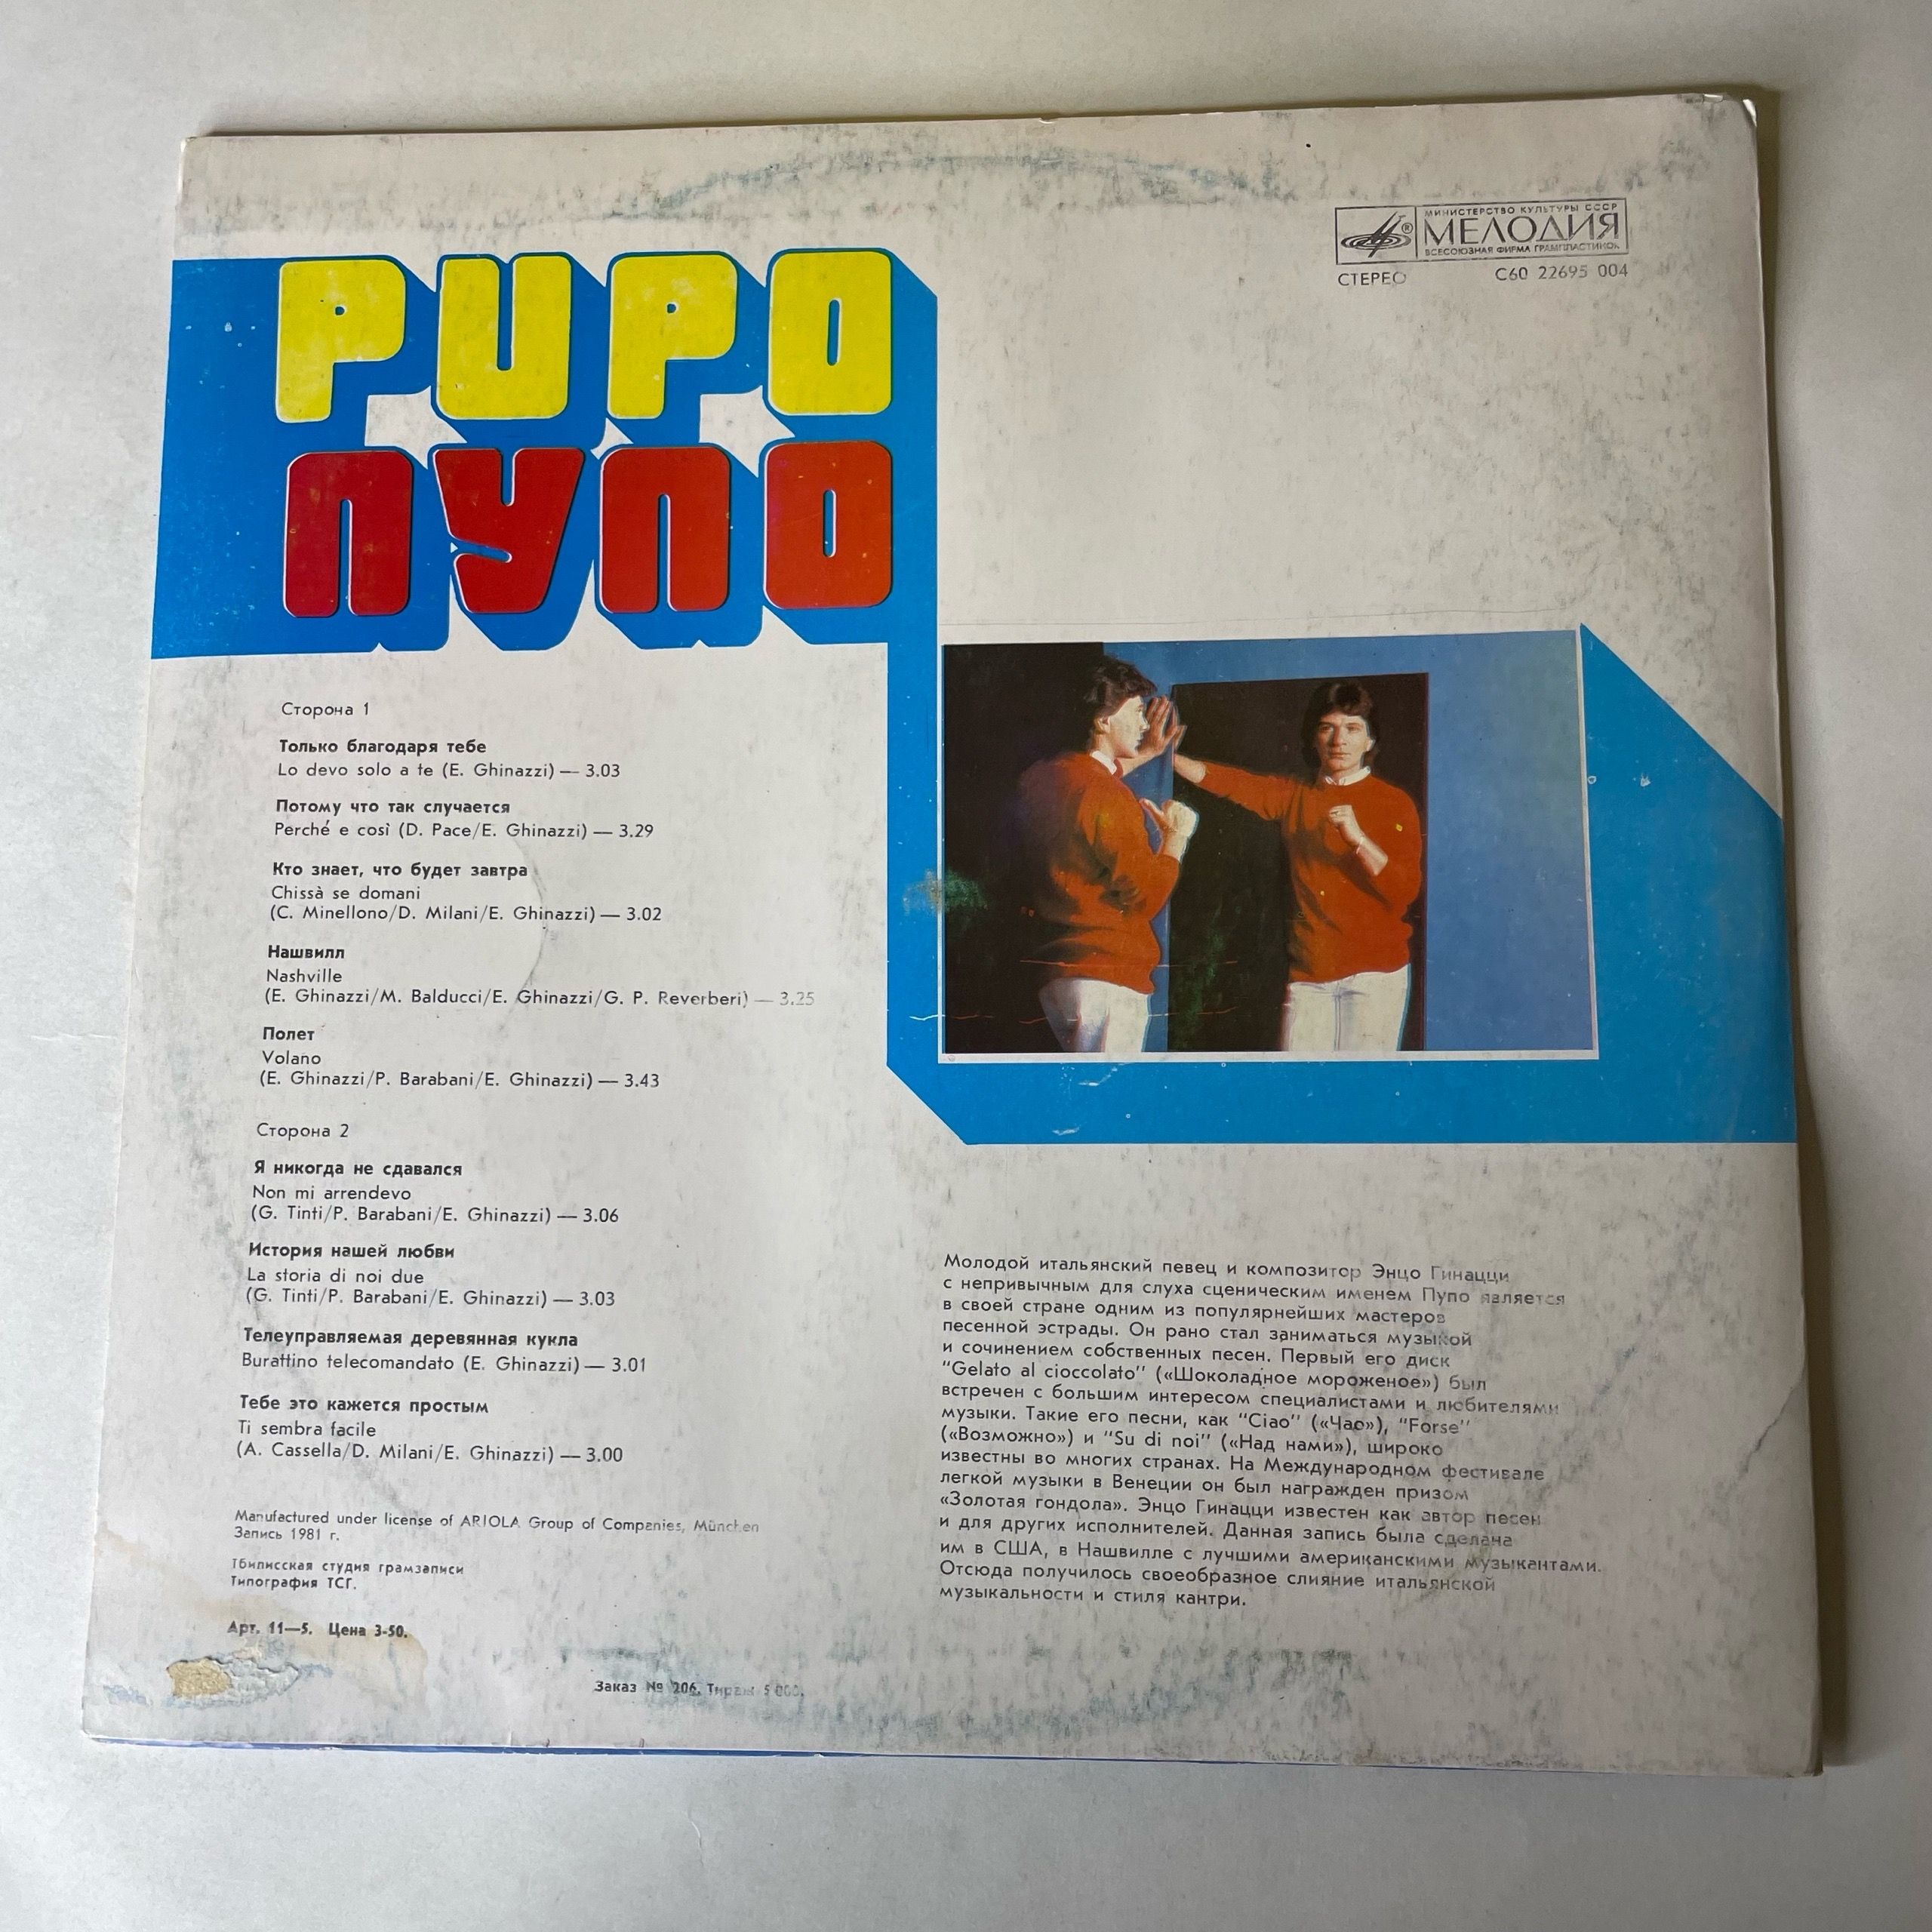 МИНИСТЕРСТВО КУЛЬТУРЫ СССР
МЕЛОДИЯ
ВСЕСОЮЗНАЯ ФИРМА ГРАМПЛАСТИНОК
СТЕРЕО С60 22695 004
PUPO
ПУПО
Сторона 1
Только благодаря тебе
Lo devo solo a te (E. Ghinazzi) — 3.03
Потому что так случается
Perché e così (D. Pace/E. Ghinazzi) — 3.29
Кто знает, что будет завтра
Chissà se domani
(C. Minellono/D. Milani/E. Ghinazzi) — 3.02
Нашвилл
Nashville
(E. Ghinazzi/M. Balducci/E. Ghinazzi/G. P. Reverberi) — 3.25
Полет
Volano
(E. Ghinazzi/P. Barabani/E. Ghinazzi) — 3.43
Сторона 2
Я никогда не сдавался
Non mi arrendevo
(G. Tinti/P. Barabani/E. Ghinazzi) — 3.06
История нашей любви
La storia di noi due
(G. Tinti/P. Barabani/E. Ghinazzi) — 3.03
Телеуправляемая деревянная кукла
Burattino telecomandato (E. Ghinazzi) — 3.01
Тебе это кажется простым
Ti sembra facile
(A. Cassella/D. Milani/E. Ghinazzi) — 3.00
Manufactured under license of ARIOLA Group of Companies, München
Запись 1981 г.
Тбилисская студия грамзаписи
Типография ТСГ.
Арт. 11—5. Цена 3-50.
Заказ № 206. Тираж 5 000.
Молодой итальянский певец и композитор Энцо Гинацци
с непривычным для слуха сценическим именем Пупо является
в своей стране одним из популярнейших мастеров
песенной эстрады. Он рано стал заниматься музыкой
и сочинением собственных песен. Первый его диск
"Gelato al cioccolato" («Шоколадное мороженое») был
встречен с большим интересом специалистами и любителями
музыки. Такие его песни, как "Ciao" («Чао»), "Forse"
(«Возможно») и "Su di noi" («Над нами»), широко
известны во многих странах. На Международном фестивале
легкой музыки в Венеции он был награжден призом
«Золотая гондола». Энцо Гинацци известен как автор песен
и для других исполнителей. Данная запись была сделана
им в США, в Нашвилле с лучшими американскими музыкантами.
Отсюда получилось своеобразное слияние итальянской
музыкальности и стиля кантри.